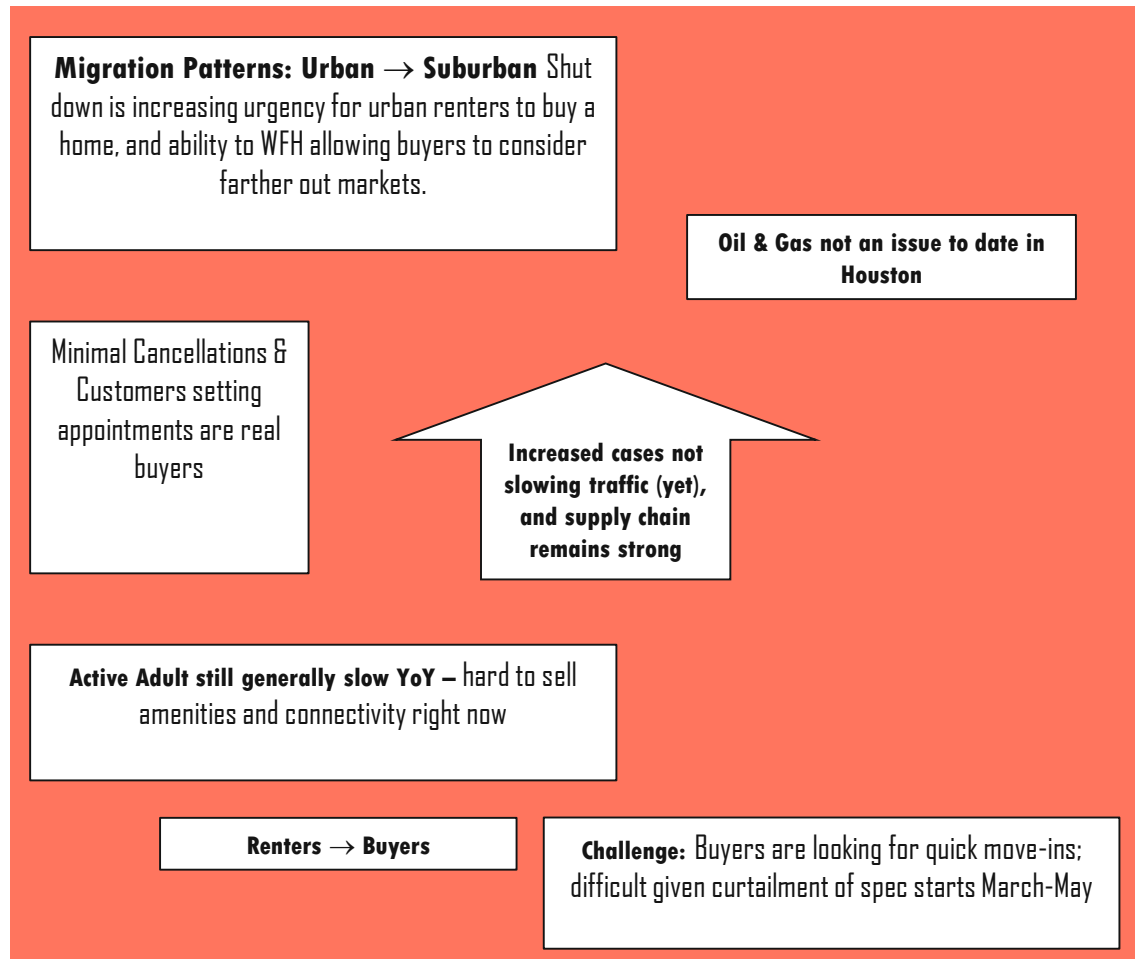 Migration Patterns: Urban → Suburban Shut
down is increasing urgency for urban renters to buy a
home, and ability to WFH allowing buyers to consider
farther out markets.
Oil & Gas not an issue to date in
Houston
Minimal Cancellations &
Customers setting
appointments are real
buyers
Increased cases not
slowing traffic (yet),
and supply chain
remains strong
Active Adult still generally slow YoY – hard to sell
amenities and connectivity right now
Renters → Buyers
Challenge: Buyers are looking for quick move-ins;
difficult given curtailment of spec starts March-May